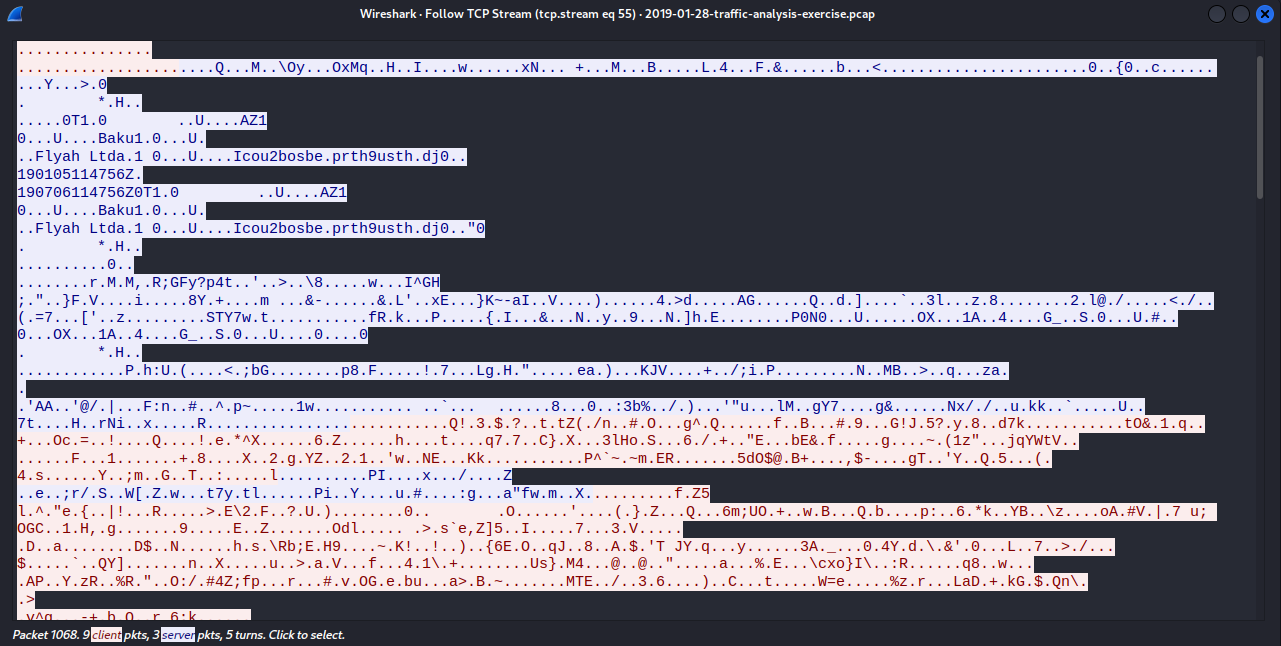 Wireshark · Follow TCP Stream (tcp.stream eq 55) · 2019-01-28-traffic-analysis-exercise.pcap
...............
......................Q...M..\Oy...OxMq..H..I....w......xN... +...M...B.....L.4...F.&......b...<.......................0..{0..c......
...Y...>.0
.        *.H..
.....0T1.0        ..U....AZ1
0...U....Baku1.0...U.
..Flyah Ltda.1 0...U....Icou2bosbe.prth9usth.dj0..
190105114756Z.
190706114756Z0T1.0         ..U....AZ1
0...U....Baku1.0...U.
..Flyah Ltda.1 0...U....Icou2bosbe.prth9usth.dj0.."0
.        *.H..
..........0..
........r.M.M,.R;GFy?p4t..'..>..\8.....w...I^GH
;."..}F.V....i.....8Y.+....m ...&-......&.L'..xE...}K~-aI..V....)......4.>d.....AG......Q..d.]....`..3l...z.8........2.l@./.....<./..
(.=7...['..z.........STY7w.t...........fR.k...P.....{.I...&...N..y..9...N.]h.E........P0N0...U......OX...1A..4....G_..S.0...U.#..
0...OX...1A..4....G_..S.0...U....0....0
.        *.H..
............P.h:U.(....<.;bG........p8.F.....!.7...Lg.H.".....ea.)...KJV....+../;i.P.........N..MB..>..q...za.
.
.'AA..'@/.|...F:n..#..^.p~.....1w........... ..`      ......8...0..:3b%../.)...'"u...lM..gY7....g&......Nx/./..u.kk..`.....U..
7t....H..rNi..x.....R...........................Q!.3.$.?..t.tZ(./n..#.O...g^.Q......f..B...#.9...G!J.5?.y.8..d7k...........tO&.1.q..
+...Oc.=..!....Q....!.e.*^X......6.Z......h....t....q7.7..C}.X...3lHo.S...6./.+.."E...bE&.f.....g....~.(1z"...jqYWtV..
......F...1.......+.8....X..2.g.YZ..2.1..'w..NE...Kk...........P^`~.~m.ER.......5dO$@.B+....,$-....gT..'Y..Q.5...(.
4.s......Y..;m..G..T..:.....l..........PI....x.../....Z
..e..;r/.S..W[.Z.w...t7y.tl......Pi..Y....u.#....:g...a"fw.m..X..........f.Z5
l.^."e.{..|!...R.....>.E\2.F..?.U.)........0..        .O......'....(.}.Z...Q...6m;UO.+..w.B...Q.b....p:..6.*k..YB..\z....oA.#V.|.7 u;
OGC..1.H,.g.......9.....E..Z.......Odl.......>.s`e,Z]5..I.....7...3.V.....
.D..a........D$..N......h.s.\Rb;E.H9....~.K!..!..)..{6E.O..qJ..8..A.$.'T JY.q...y......3A._...0.4Y.d.\.&'.0...L..7..>./...
$.....`..QY].......n..X.....u..>.a.V...f...4.1\.+........Us}.M4...@..@..".....a...%.}I\...\cxo}I\..:R......q8..w...
.AP..Y.zR..%R."..O:/.#4Z;fp...r...#.v.OG.e.bu...a>.B.~.......MTE../..3.6....)..C...t.....W=e.....%z.r...LaD.+.kG.$.Qn\.
.>
Packet 1068. 9 client pkts, 3 server pkts, 5 turns. Click to select.